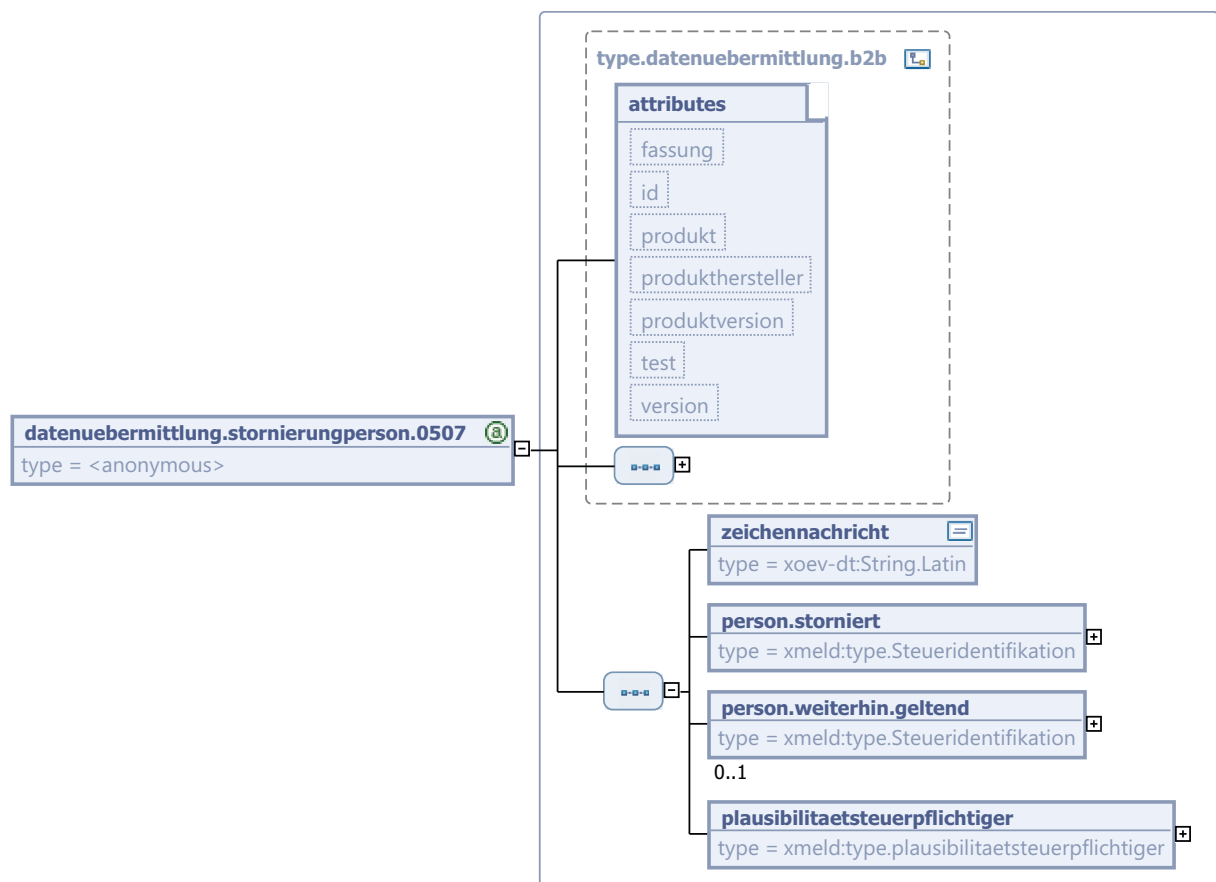 type.datenuebermittlung.b2b
attributes
fassung
id
produkt
produkthersteller
produktversion
test
version
datenuebermittlung.stornierungperson.0507
type = <anonymous>
zeichennachricht
type = xoev-dt:String.Latin
person.storniert
type = xmeld:type.Steueridentifikation
person.weiterhin.geltend
type = xmeld:type.Steueridentifikation
0..1
plausibilitaetsteuerpflichtiger
type = xmeld:type.plausibilitaetsteuerpflichtiger